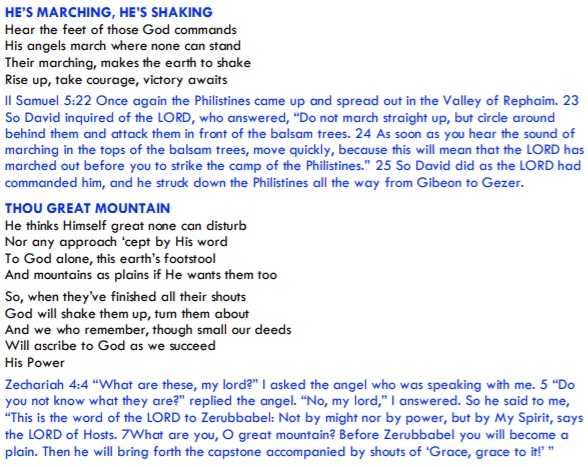 HE'S MARCHING, HE'S SHAKING
Hear the feet of those God commands
His angels march where none can stand
Their marching, makes the earth to shake
Rise up, take courage, victory awaits
II Samuel 5:22 Once again the Philistines came up and spread out in the Valley of Rephaim. 23
So David inquired of the LORD, who answered, “Do not march straight up, but circle around
behind them and attack them in front of the balsam trees. 24 As soon as you hear the sound of
marching in the tops of the balsam trees, move quickly, because this will mean that the LORD has
marched out before you to strike the camp of the Philistines.” 25 So David did as the LORD had
commanded him, and he struck down the Philistines all the way from Gibeon to Gezer.
THOU GREAT MOUNTAIN
He thinks Himself great none can disturb
Nor any approach ‘cept by His word
To God alone, this earth’s footstool
And mountains as plains if He wants them too
So, when they’ve finished all their shouts
God will shake them up, turn them about
And we who remember, though small our deeds
Will ascribe to God as we succeed
His Power
Zechariah 4:4 “What are these, my lord?” I asked the angel who was speaking with me. 5 “Do
you not know what they are?” replied the angel. “No, my lord,” I answered. So he said to me,
“This is the word of the LORD to Zerubbabel: Not by might nor by power, but by My Spirit, says
the LORD of Hosts. 7What are you, O great mountain? Before Zerubbabel you will become a
plain. Then he will bring forth the capstone accompanied by shouts of ‘Grace, grace to it!’ ”